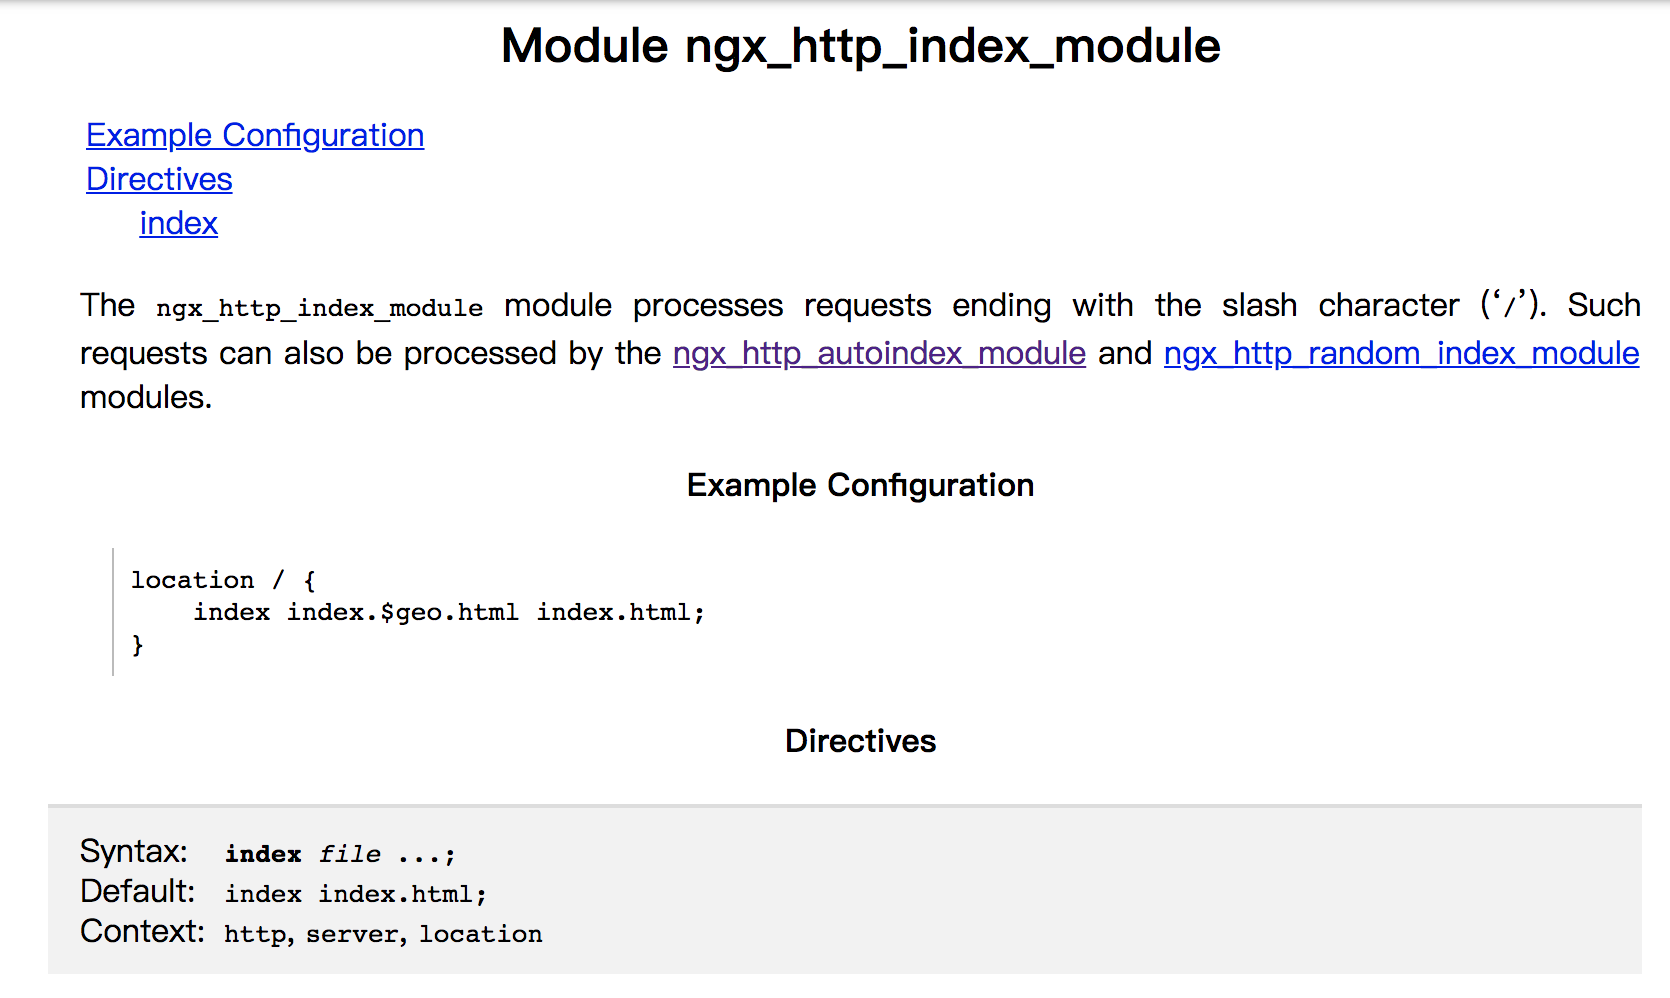 Module ngx_http_index_module
Example Configuration
Directives
index
The ngx_http_index_module module processes requests ending with the slash character (‘/’). Such
requests can also be processed by the ngx_http_autoindex_module and ngx_http_random_index_module
modules.
Example Configuration
location / {
    index index.$geo.html index.html;
}
Directives
Syntax: index file ...;
Default: index index.html;
Context: http, server, location